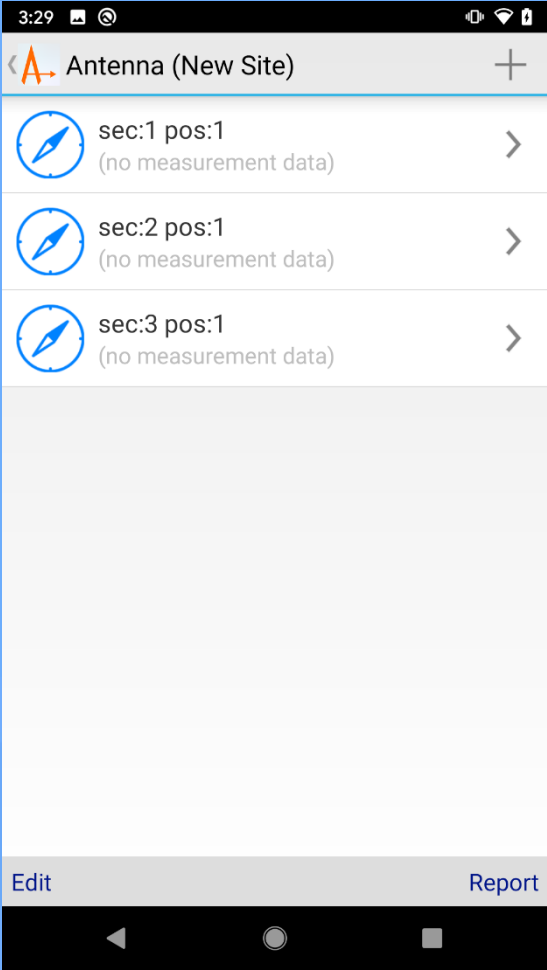 3:29
Antenna (New Site)
sec:1 pos:1
(no measurement data)
sec:2 pos:1
(no measurement data)
sec:3 pos:1
(no measurement data)
Edit
Report